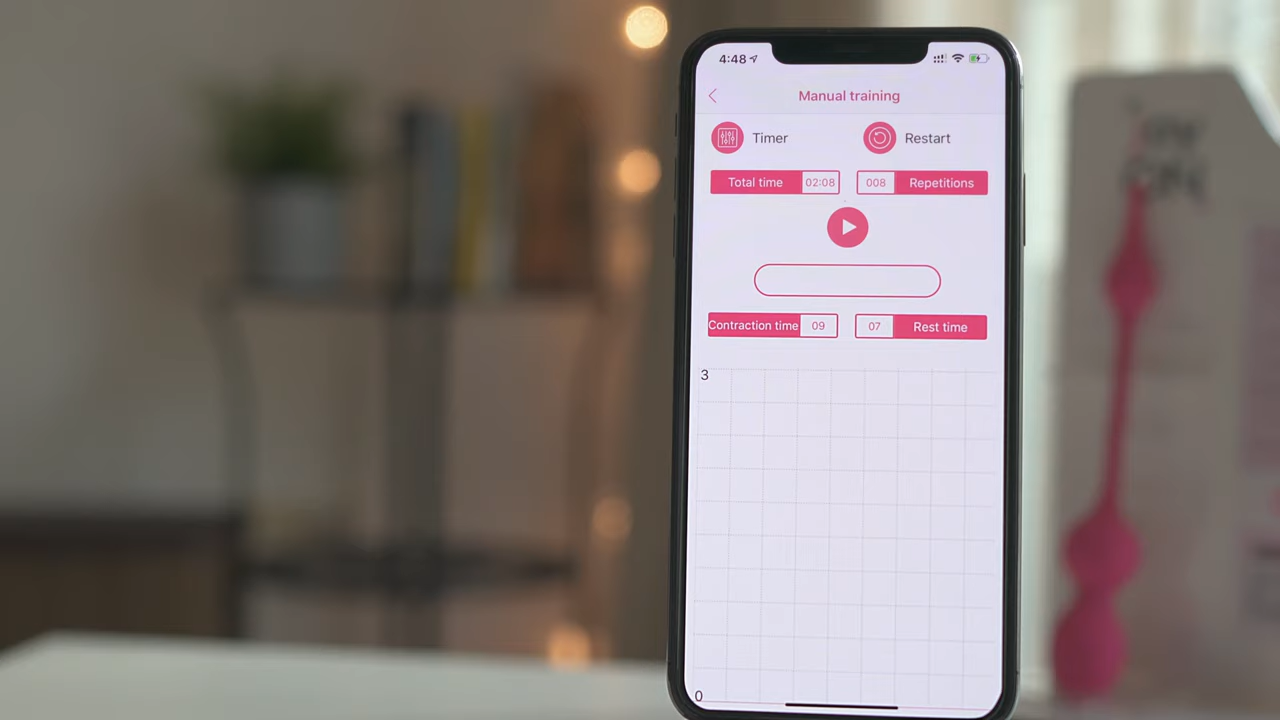 4:48
Manual training
Timer
Restart
Total time 02:08
008 Repetitions
Contraction time 09
07 Rest time
3
0